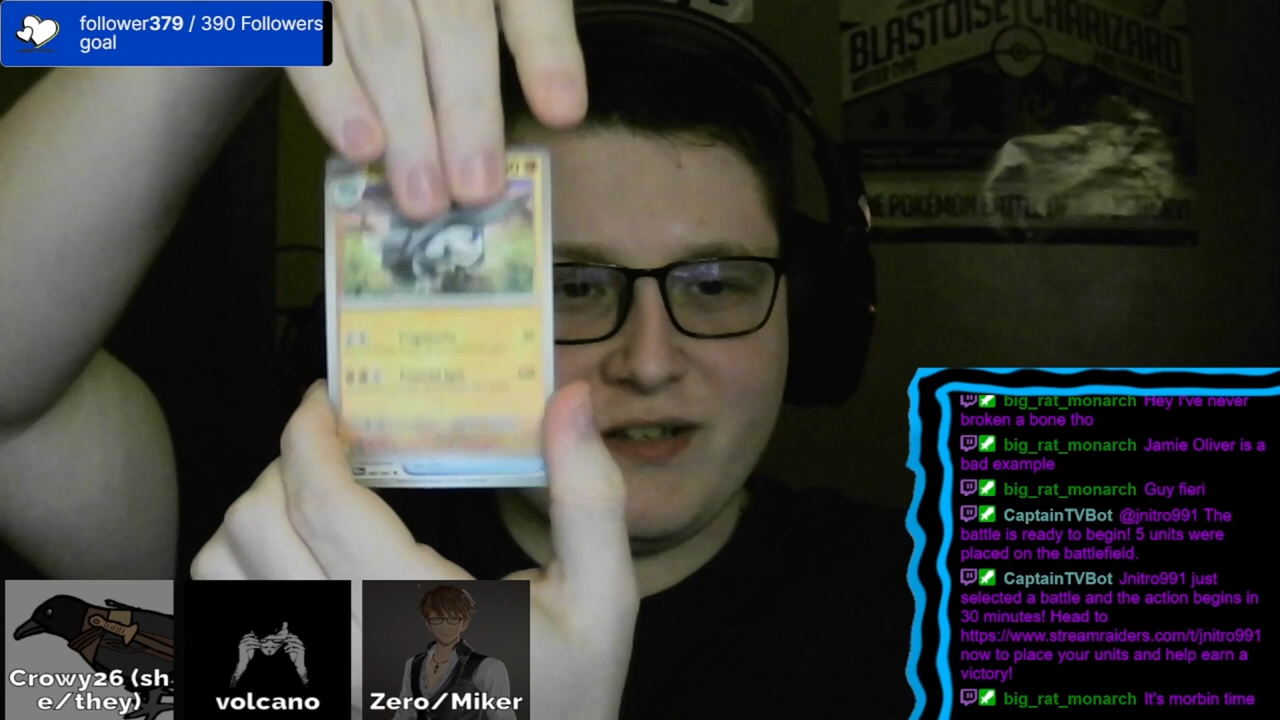 follower379 / 390 Followers
goal
BLASTOISE
CHARIZARD
big_rat_monarch Hey I've never
broken a bone tho
big_rat_monarch Jamie Oliver is a
bad example
big_rat_monarch Guy fieri
CaptainTVBot @jnitro991 The
battle is ready to begin! 5 units were
placed on the battlefield.
CaptainTVBot Jnitro991 just
selected a battle and the action begins in
30 minutes! Head to
https://www.streamraiders.com/t/jnitro991
now to place your units and help earn a
victory!
big_rat_monarch It's morbin time
Crowy26 (sh
e/they)
volcano
Zero/Miker